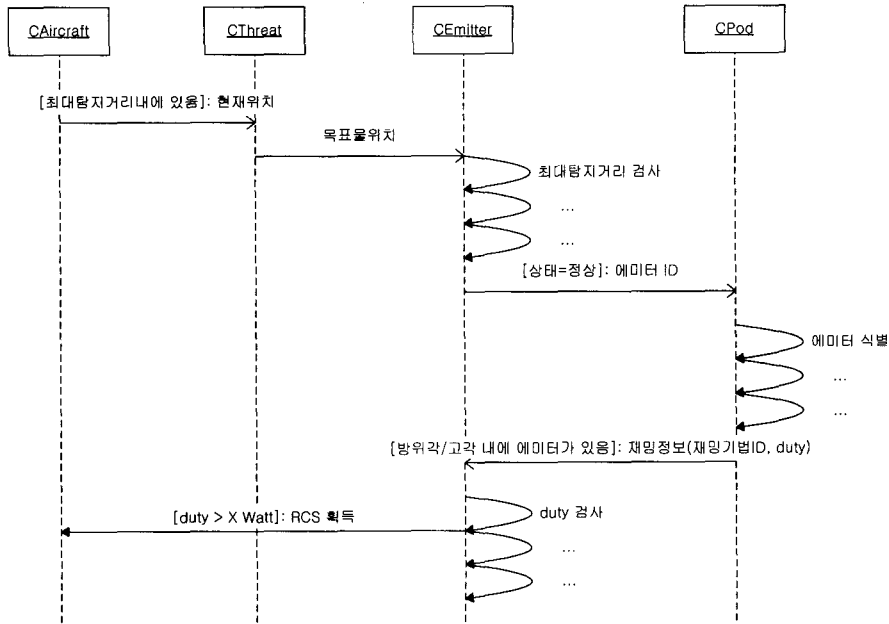 CAircraft
CThreat
CEmitter
CPod
[최대탐지거리내에 있음]: 현재위치
목표물위치
최대탐지거리 검사
...
...
[상태=정상]: 에미터 ID
에미터 식별
...
...
[방위각/고각 내에 에미터가 있음]: 재밍정보(재밍기법ID, duty)
[duty > X Watt]: RCS 획득
duty 검사
...
...